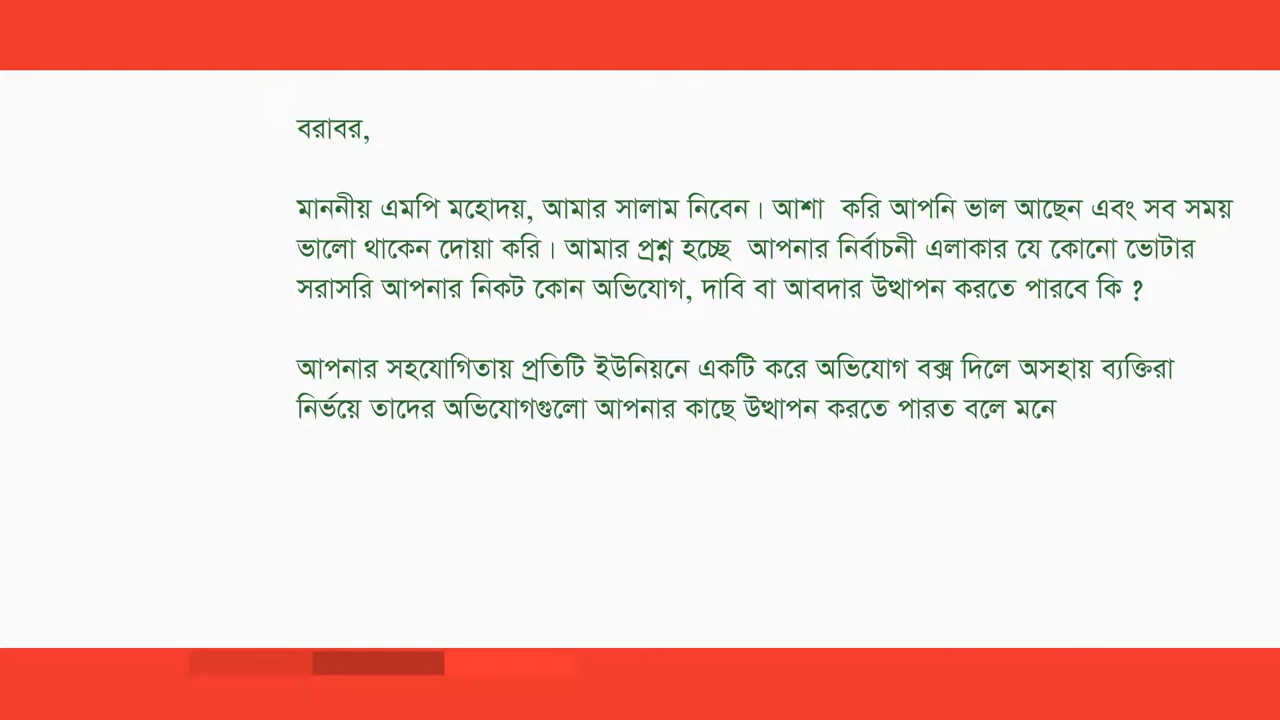 বরাবর,
মাননীয় এমপি মহোদয়, আমার সালাম নিবেন। আশা করি আপনি ভাল আছেন এবং সব সময়
ভালো থাকেন দোয়া করি। আমার প্রশ্ন হচ্ছে আপনার নির্বাচনী এলাকার যে কোনো ভোটার
সরাসরি আপনার নিকট কোন অভিযোগ, দাবি বা আবদার উত্থাপন করতে পারবে কি ?
আপনার সহযোগিতায় প্রতিটি ইউনিয়নে একটি করে অভিযোগ বক্স দিলে অসহায় ব্যক্তিরা
নির্ভয়ে তাদের অভিযোগগুলো আপনার কাছে উত্থাপন করতে পারত বলে মনে